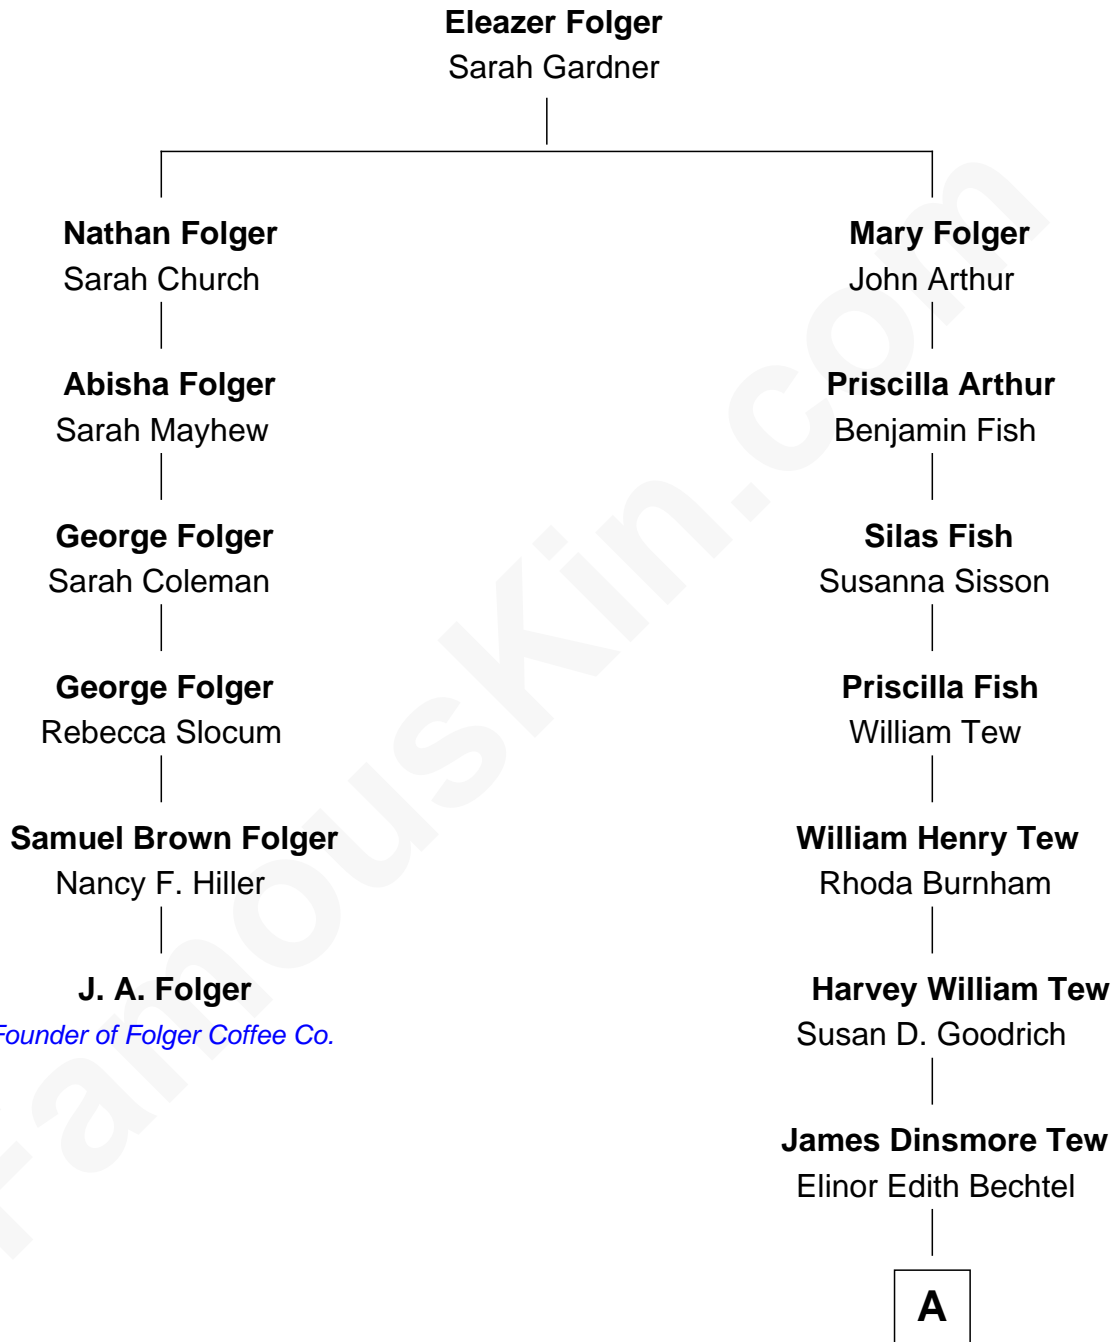 Eleazer Folger
Sarah Gardner
Nathan Folger
Sarah Church
Abisha Folger
Sarah Mayhew
George Folger
Sarah Coleman
George Folger
Rebecca Slocum
Samuel Brown Folger
Nancy F. Hiller
J. A. Folger
Founder of Folger Coffee Co.
Mary Folger
John Arthur
Priscilla Arthur
Benjamin Fish
Silas Fish
Susanna Sisson
Priscilla Fish
William Tew
William Henry Tew
Rhoda Burnham
Harvey William Tew
Susan D. Goodrich
James Dinsmore Tew
Elinor Edith Bechtel
A
FamousKin.com